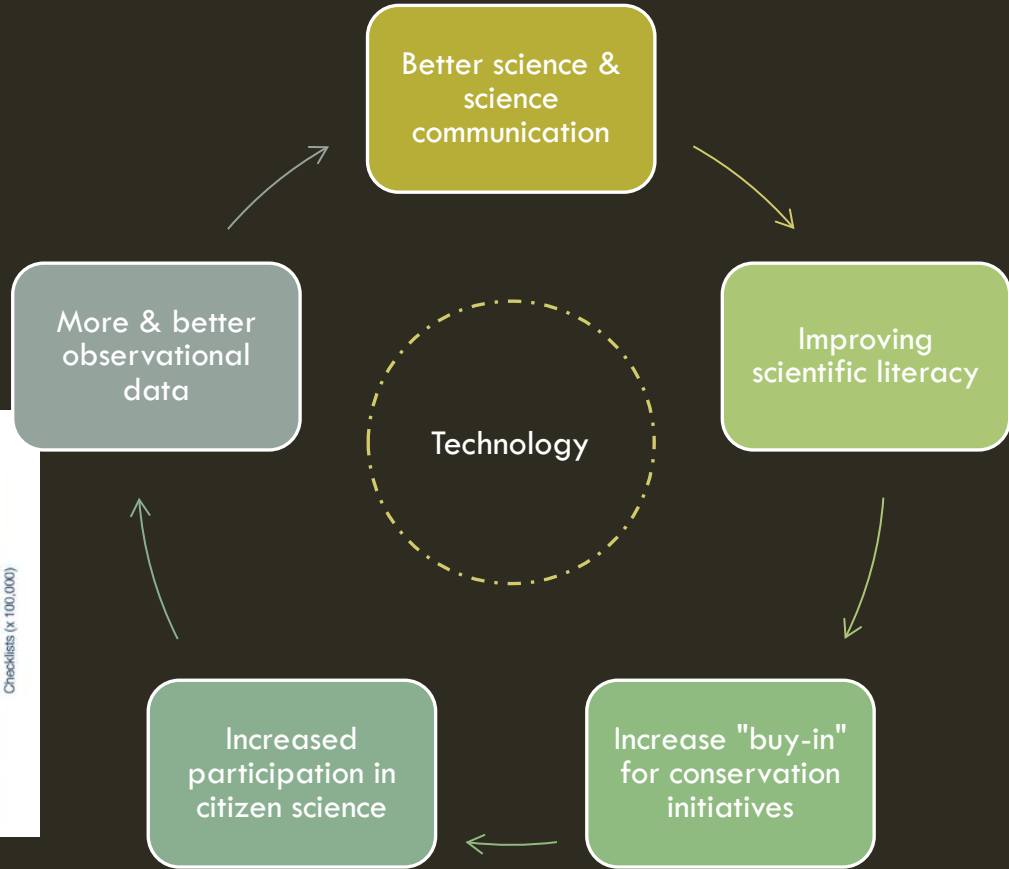 Better science &
science
communication
More & better
observational
data
Improving
scientific literacy
Technology
Checklists (x 100,000)
Increased
participation in
citizen science
Increase "buy-in"
for conservation
initiatives